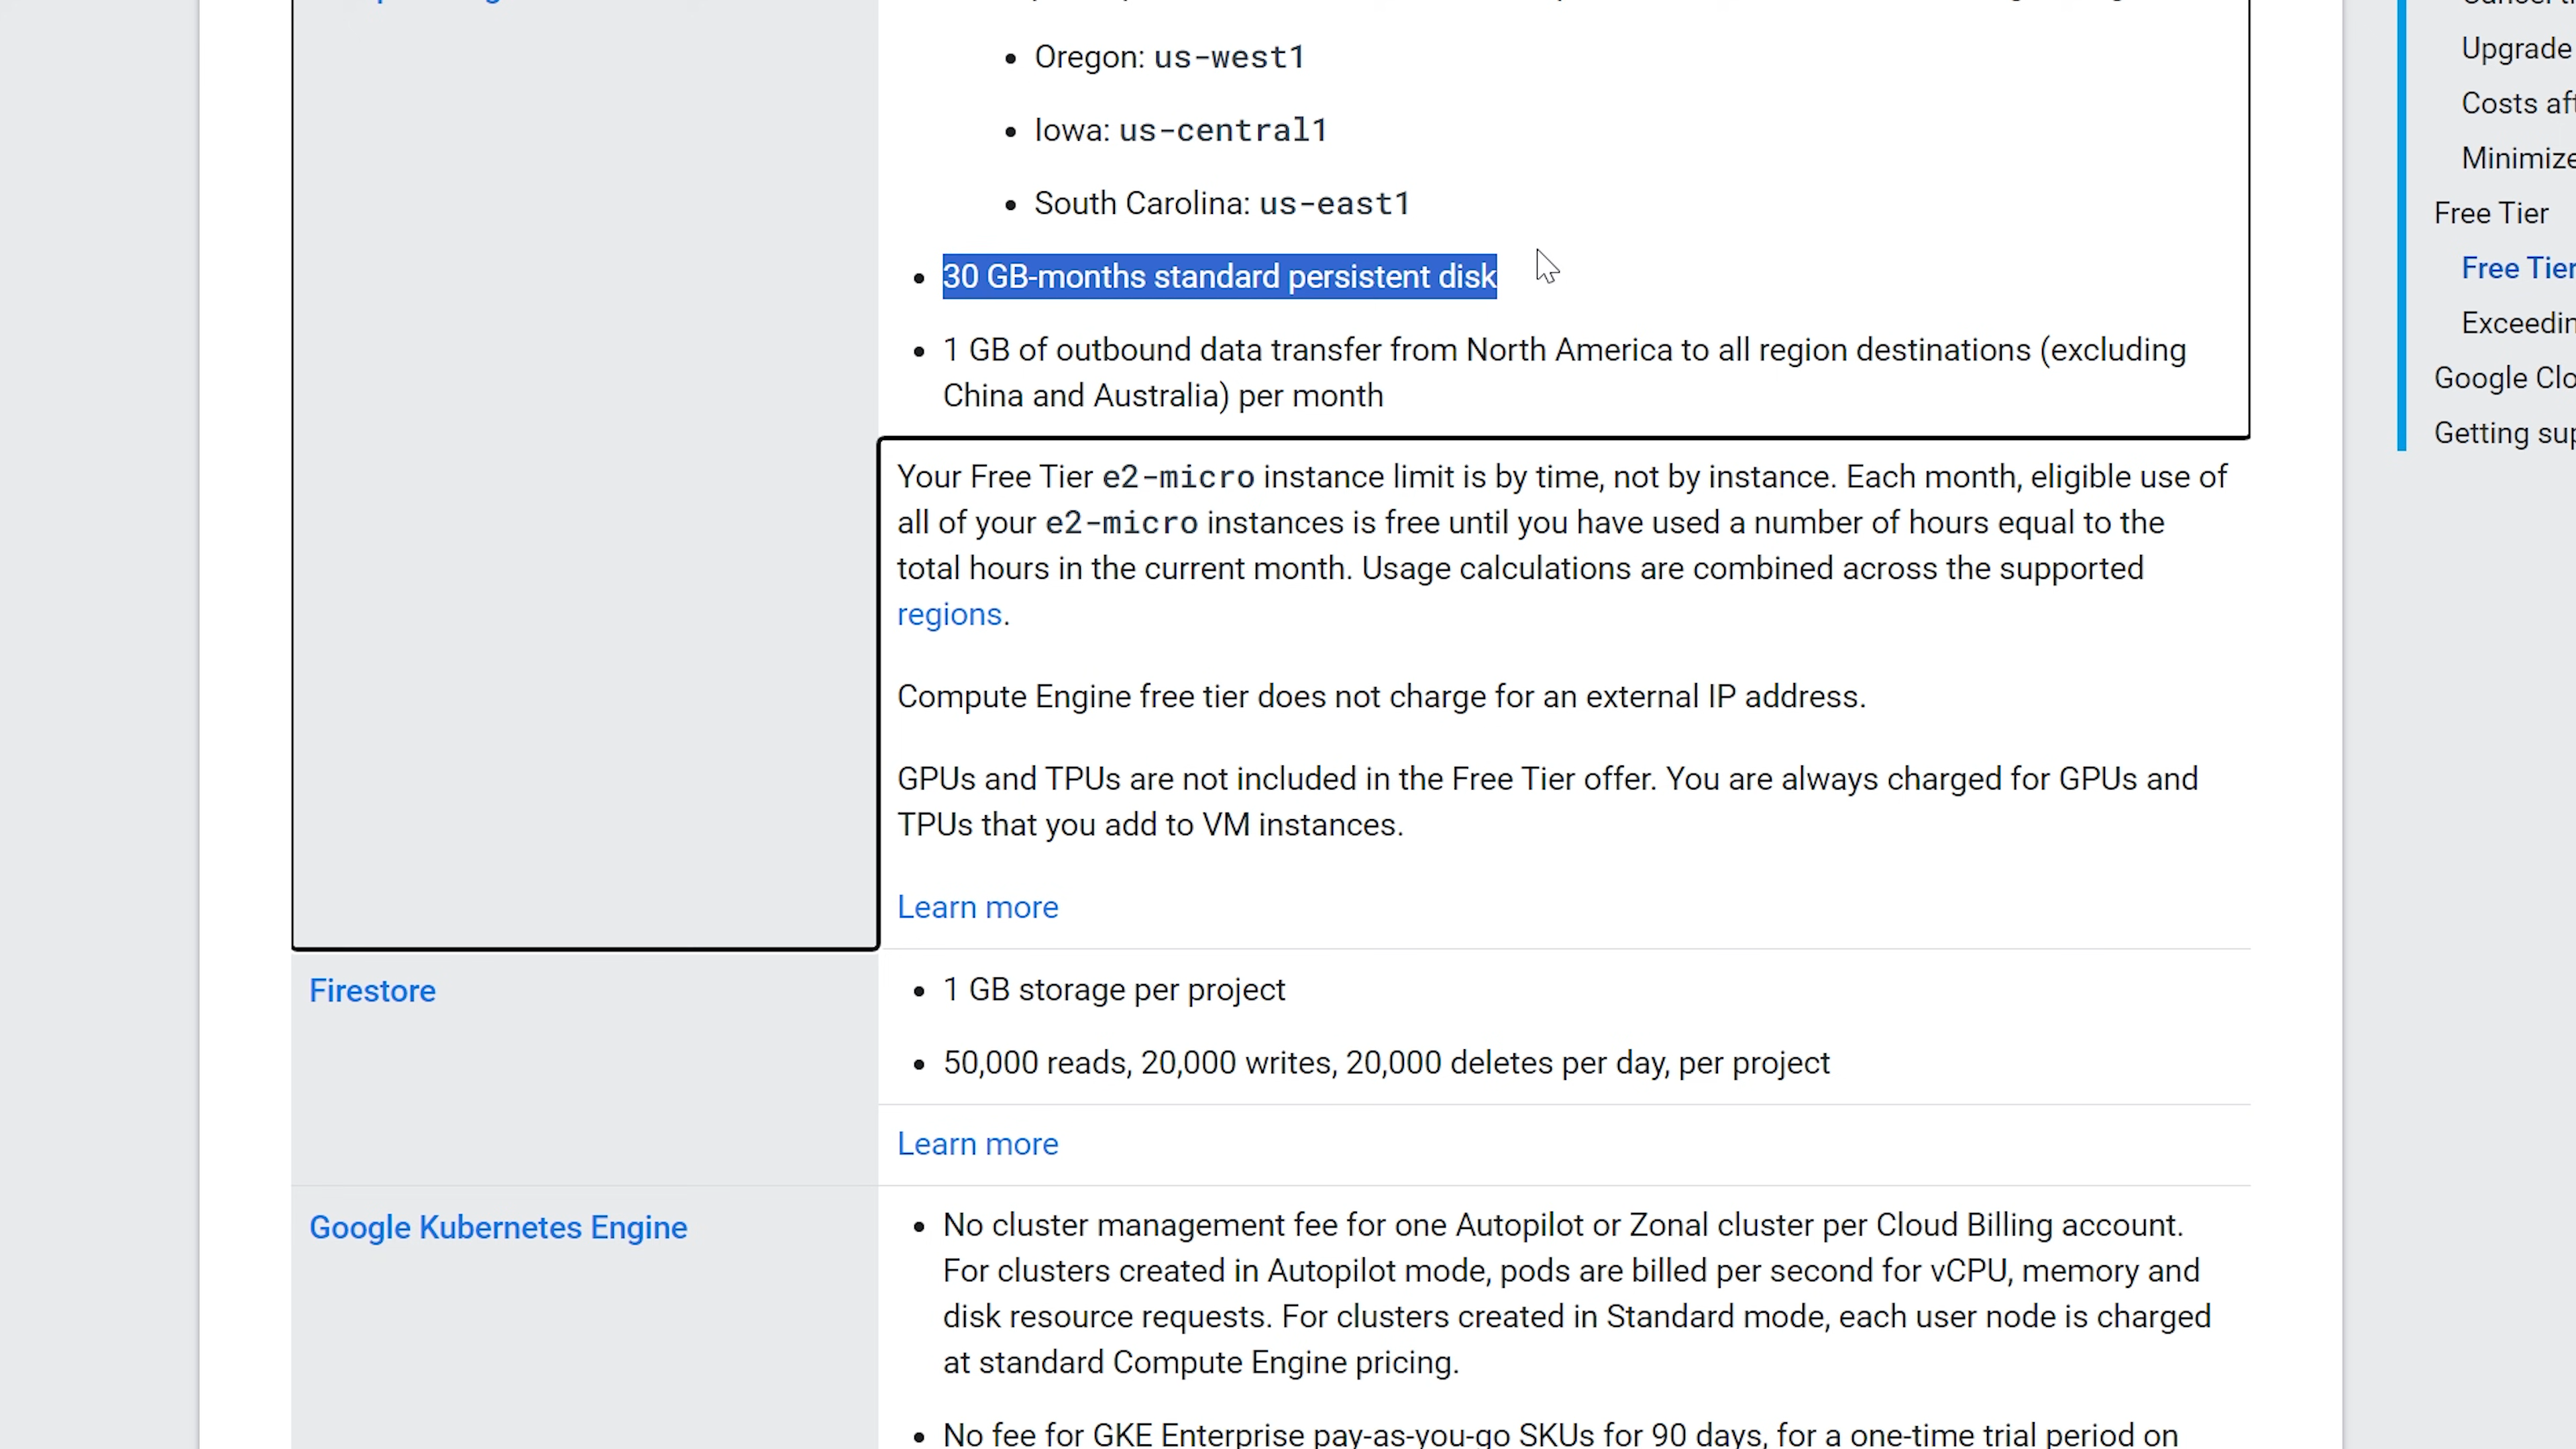 Oregon: us-west1
Iowa: us-central1
South Carolina: us-east1
30 GB-months standard persistent disk
1 GB of outbound data transfer from North America to all region destinations (excluding
China and Australia) per month
Your Free Tier e2-micro instance limit is by time, not by instance. Each month, eligible use of
all of your e2-micro instances is free until you have used a number of hours equal to the
total hours in the current month. Usage calculations are combined across the supported
regions.
Compute Engine free tier does not charge for an external IP address.
GPUs and TPUs are not included in the Free Tier offer. You are always charged for GPUs and
TPUs that you add to VM instances.
Learn more
Firestore
1 GB storage per project
50,000 reads, 20,000 writes, 20,000 deletes per day, per project
Learn more
Google Kubernetes Engine
No cluster management fee for one Autopilot or Zonal cluster per Cloud Billing account.
For clusters created in Autopilot mode, pods are billed per second for vCPU, memory and
disk resource requests. For clusters created in Standard mode, each user node is charged
at standard Compute Engine pricing.
No fee for GKE Enterprise pay-as-you-go SKUs for 90 days, for a one-time trial period on
Upgrade
Costs aft
Minimize
Free Tier
Free Tier
Exceedin
Google Clo
Getting sup